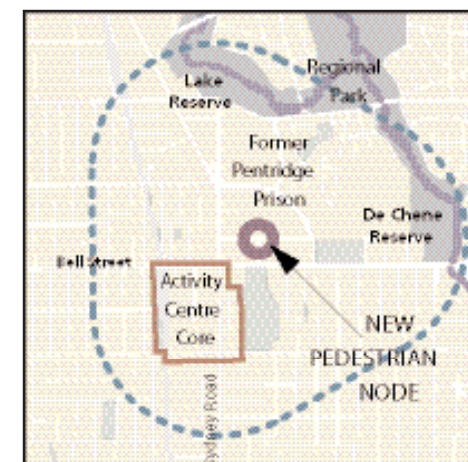 Lake
Reserve
Regional
Park
Former
Pentridge
Prison
De Chene
Reserve
Bell Street
Activity
Centre
Core
NEW
PEDESTRIAN
NODE
Sydney Road